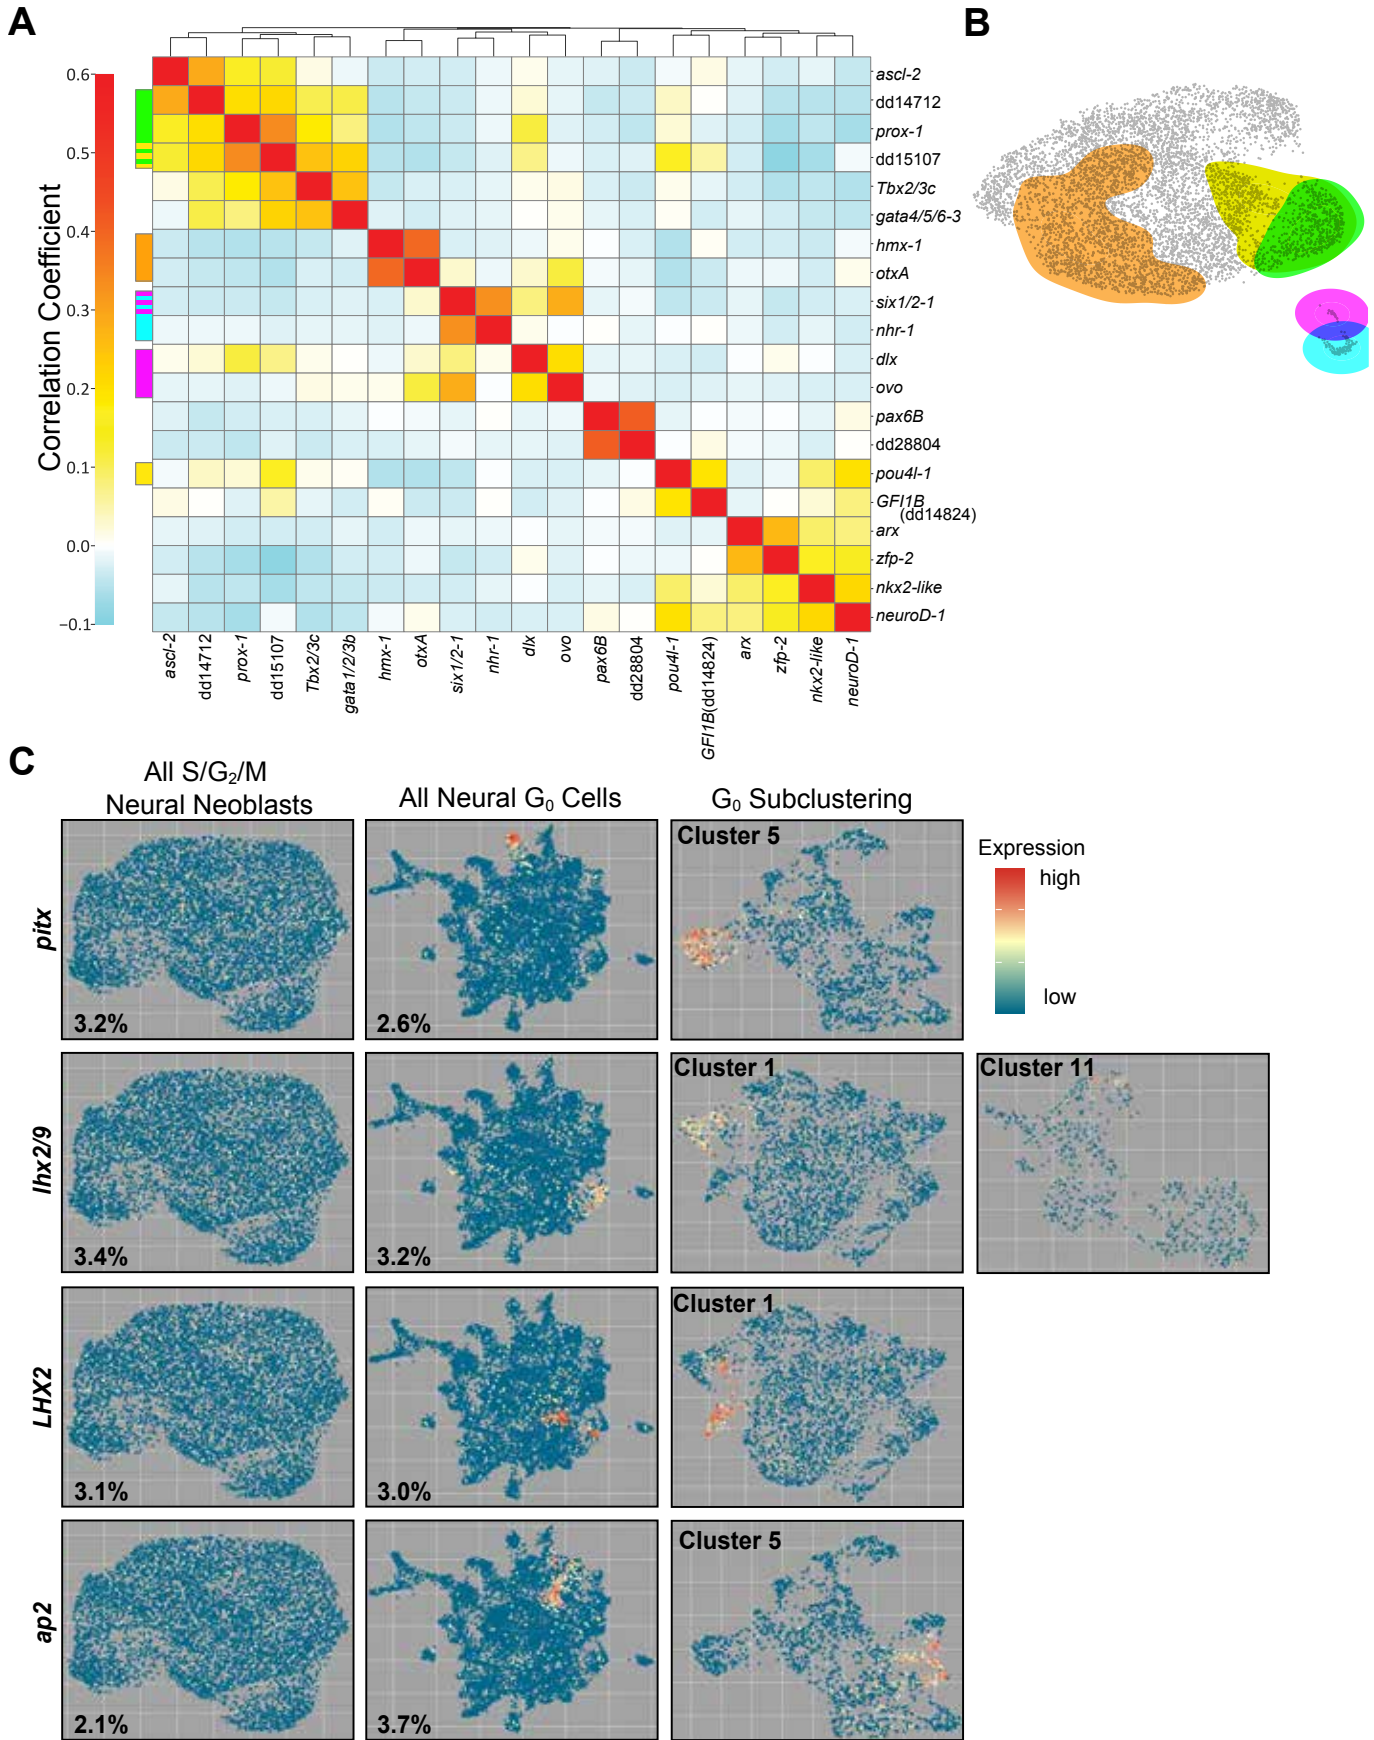 A
B
0.6
0.5
0.4
0.3
0.2
0.1
0.0
−0.1
Correlation Coefficient
ascl-2
dd14712
prox-1
dd15107
Tbx2/3c
gata4/5/6-3
hmx-1
otxA
six1/2-1
nhr-1
dlx
ovo
pax6B
dd28804
pou4l-1
GFI1B
(dd14824)
arx
zfp-2
nkx2-like
neuroD-1
ascl-2
dd14712
prox-1
dd15107
Tbx2/3c
gata1/2/3b
hmx-1
otxA
six1/2-1
nhr-1
dlx
ovo
pax6B
dd28804
pou4l-1
GFI1B(dd14824)
arx
zfp-2
nkx2-like
neuroD-1
C
All S/G₂/M
Neural Neoblasts
All Neural G₀ Cells
G₀ Subclustering
Expression
high
low
pitx
3.2%
2.6%
Cluster 5
lhx2/9
3.4%
3.2%
Cluster 1
Cluster 11
LHX2
3.1%
3.0%
Cluster 1
ap2
2.1%
3.7%
Cluster 5